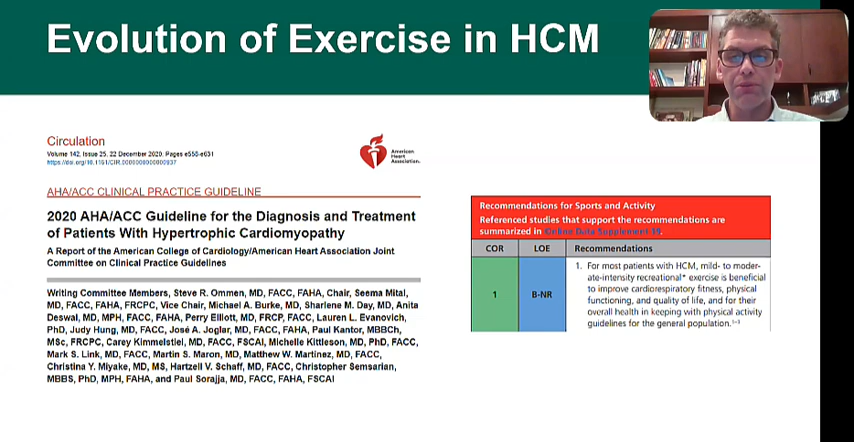 Evolution of Exercise in HCM
Circulation
Volume 142, Issue 25, 22 December 2020; Pages e558-e631
https://doi.org/10.1161/CIR.0000000000000937
American
Heart
Association.
AHA/ACC CLINICAL PRACTICE GUIDELINE
2020 AHA/ACC Guideline for the Diagnosis and Treatment
of Patients With Hypertrophic Cardiomyopathy
A Report of the American College of Cardiology/American Heart Association Joint
Committee on Clinical Practice Guidelines
Writing Committee Members, Steve R. Ommen, MD, FACC, FAHA, Chair, Seema Mital,
MD, FACC, FAHA, FRCPC, Vice Chair, Michael A. Burke, MD, Sharlene M. Day, MD, Anita
Deswal, MD, MPH, FACC, FAHA, Perry Elliott, MD, FRCP, FACC, Lauren L. Evanovich,
PhD, Judy Hung, MD, FACC, José A. Joglar, MD, FACC, FAHA, Paul Kantor, MBBCh,
MSc, FRCPC, Carey Kimmelstiel, MD, FACC, FSCAI, Michelle Kittleson, MD, PhD, FACC,
Mark S. Link, MD, FACC, Martin S. Maron, MD, Matthew W. Martinez, MD, FACC,
Christina Y. Miyake, MD, MS, Hartzell V. Schaff, MD, FACC, Christopher Semsarian,
MBBS, PhD, MPH, FAHA, and Paul Sorajja, MD, FACC, FAHA, FSCAI
Recommendations for Sports and Activity
Referenced studies that support the recommendations are
summarized in Online Data Supplement 19.
COR LOE Recommendations
1 B-NR
1. For most patients with HCM, mild- to moder-
ate-intensity recreational* exercise is beneficial
to improve cardiorespiratory fitness, physical
functioning, and quality of life, and for their
overall health in keeping with physical activity
guidelines for the general population.¹⁻³